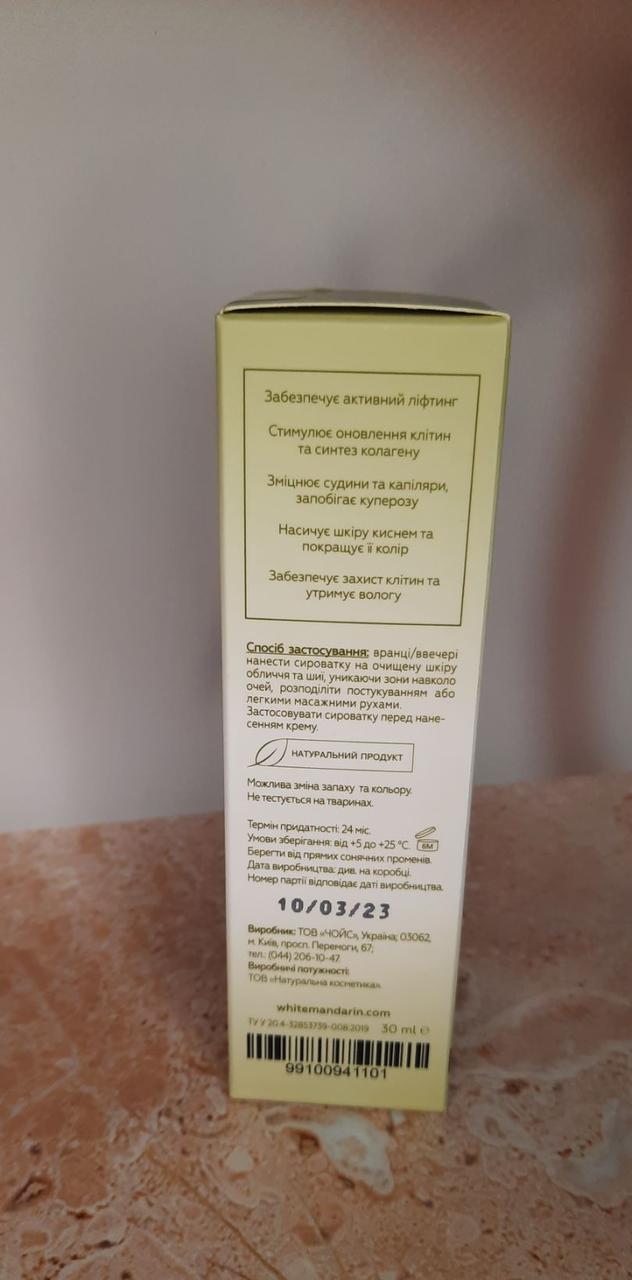 Забезпечує активний ліфтинг
Стимулює оновлення клітин
та синтез колагену
Зміцнює судини та капіляри,
запобігає куперозу
Насичує шкіру киснем та
покращує її колір
Забезпечує захист клітин та
утримує вологу
Спосіб застосування: вранці/ввечері
нанести сироватку на очищену шкіру
обличчя та шиї, уникаючи зони навколо
очей, розподілити постукуванням або
легкими масажними рухами.
Застосовувати сироватку перед нане-
сенням крему.
НАТУРАЛЬНИЙ ПРОДУКТ
Можлива зміна запаху та кольору.
Не тестується на тваринах.
Термін придатності: 24 міс.
Умови зберігання: від +5 до +25 °C. 6M
Берегти від прямих сонячних променів.
Дата виробництва: див. на коробці.
Номер партії відповідає даті виробництва.
10/03/23
Виробник: ТОВ «ЧОЙС», Україна; 03062,
м. Київ, просп. Перемоги, 67;
тел.: (044) 206-10-47.
Виробничі потужності:
ТОВ «Натуральна косметика».
whitemandarin.com
ТУ У 20.4-32853739-008:2019 30 ml ℮
99100941101